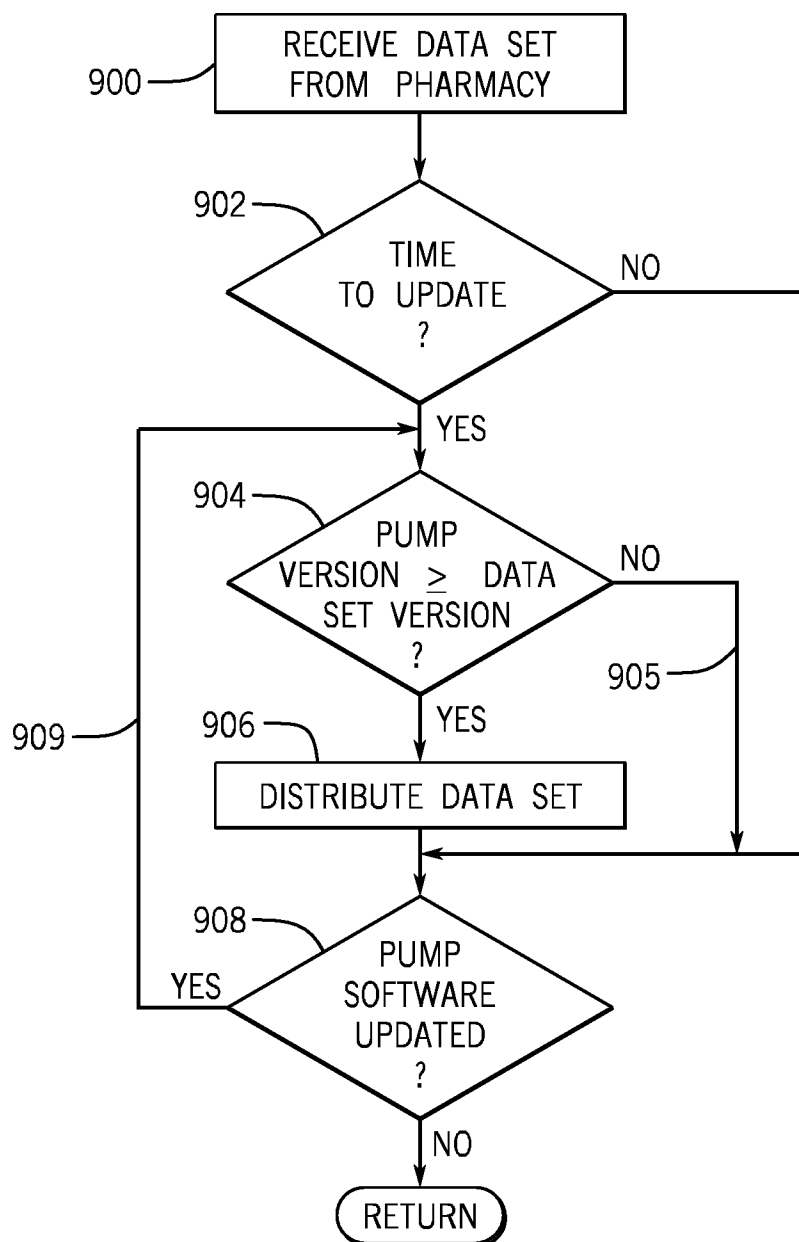 900
RECEIVE DATA SET
FROM PHARMACY
902
TIME
TO UPDATE
?
NO
YES
904
PUMP
VERSION ≥ DATA
SET VERSION
?
NO
905
909
YES
906
DISTRIBUTE DATA SET
908
PUMP
SOFTWARE
UPDATED
?
YES
NO
RETURN